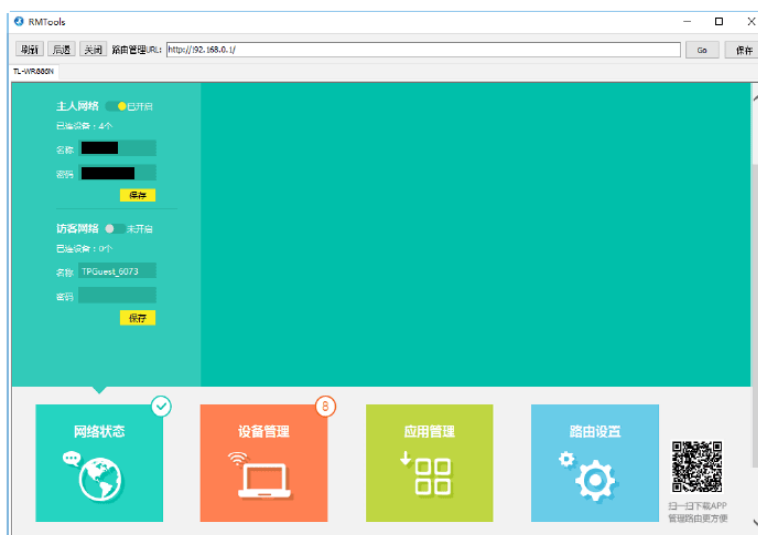 RMTools
刷新 后退 关闭 路由管理URL: http://192.168.0.1/ Go 保存
TL-WR886N
主人网络 已开启
已连设备：4个
名称
密码
保存
访客网络 未开启
已连设备：0个
名称 TPGuest_6073
密码
保存
网络状态 设备管理 8 应用管理 路由设置
扫一扫下载APP
管理路由更方便